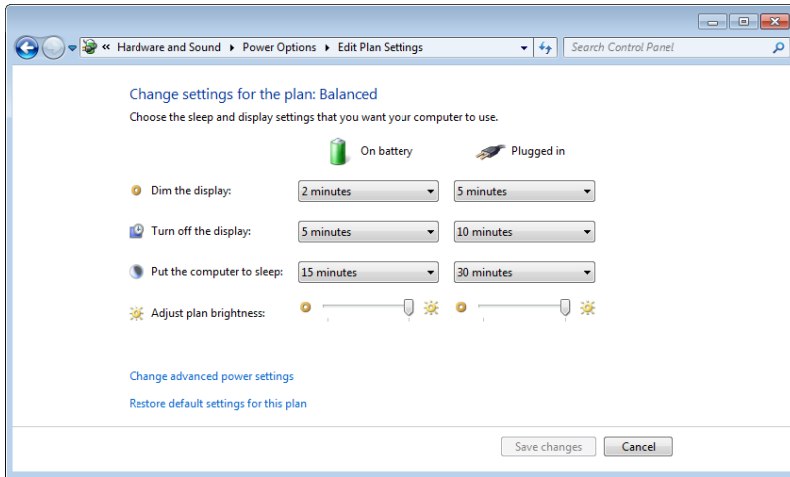 « Hardware and Sound ▸ Power Options ▸ Edit Plan Settings Search Control Panel
Change settings for the plan: Balanced
Choose the sleep and display settings that you want your computer to use.
On battery Plugged in
Dim the display: 2 minutes 5 minutes
Turn off the display: 5 minutes 10 minutes
Put the computer to sleep: 15 minutes 30 minutes
Adjust plan brightness:
Change advanced power settings
Restore default settings for this plan
Save changes Cancel